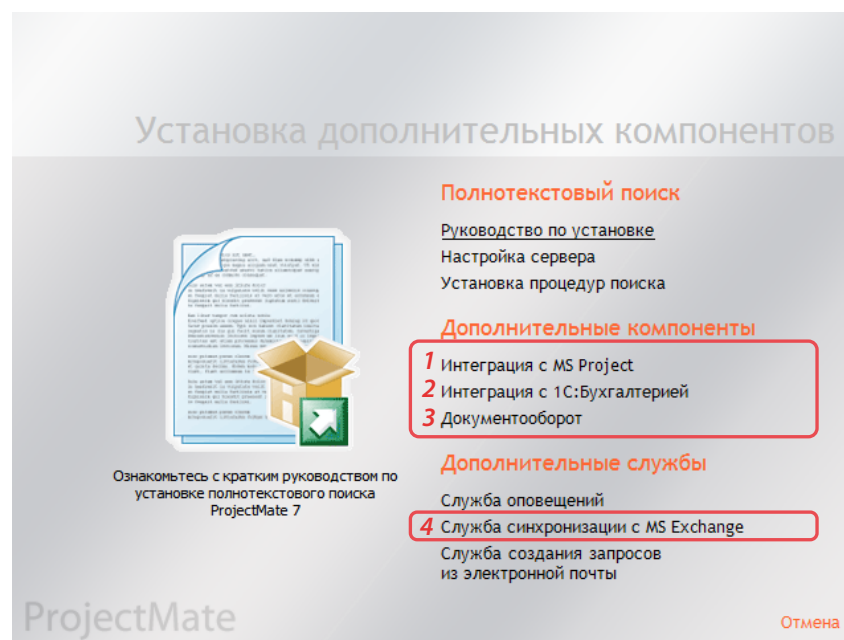 Установка дополнительных компонентов
Полнотекстовый поиск
Руководство по установке
Настройка сервера
Установка процедур поиска
Дополнительные компоненты
1 Интеграция с MS Project
2 Интеграция с 1С:Бухгалтерией
3 Документооборот
Дополнительные службы
Служба оповещений
4 Служба синхронизации с MS Exchange
Служба создания запросов
из электронной почты
Ознакомьтесь с кратким руководством по
установке полнотекстового поиска
ProjectMate 7
ProjectMate
Отмена